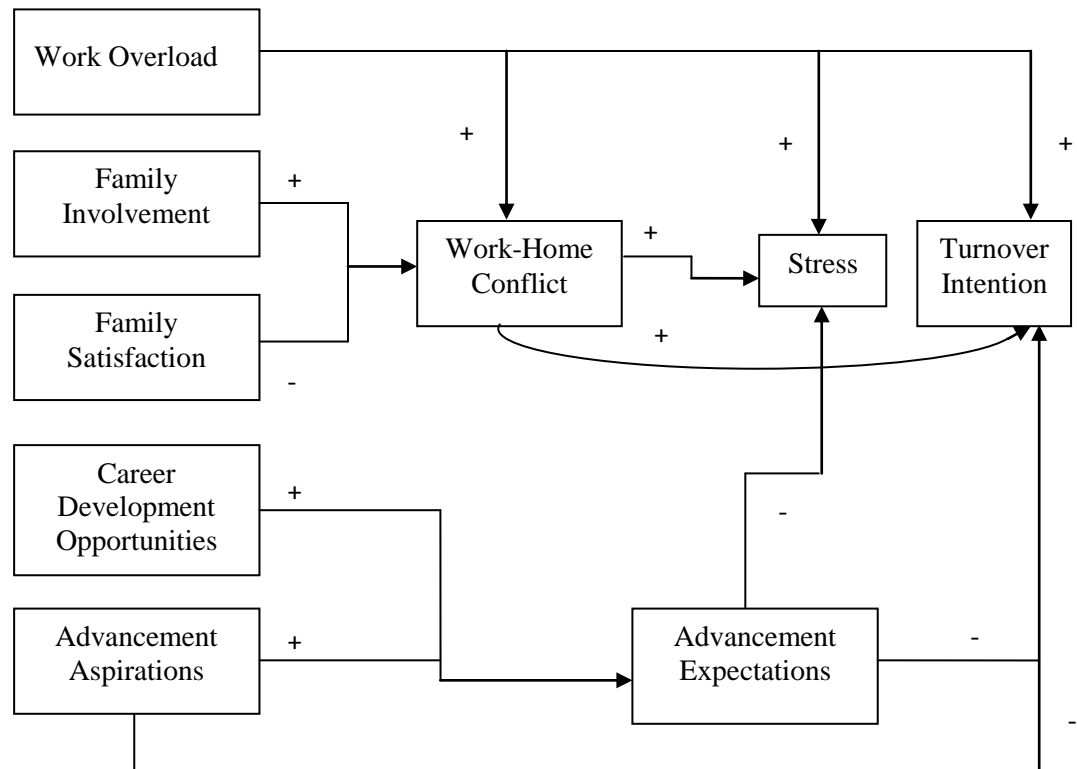 Work Overload
+
+
+
Family
Involvement
+
Work-Home
Conflict
+
Stress
Turnover
Intention
Family
Satisfaction
-
+
Career
Development
Opportunities
+
-
Advancement
Aspirations
+
Advancement
Expectations
-
-